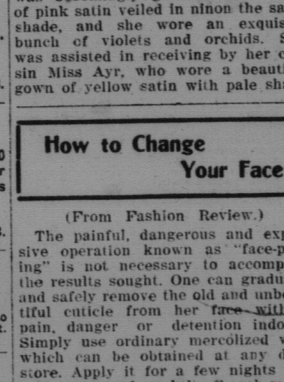 of pink satin veiled in ninon the sa
shade, and she wore an exquis
bunch of violets and orchids. S
was assisted in receiving by her c
sin Miss Ayr, who wore a beaut
gown of yellow satin with pale sh
How to Change
Your Face
(From Fashion Review.)
The painful, dangerous and exp
sive operation known as "face-p
ing" is not necessary to accomp
the results sought. One can gradu
and safely remove the old and unbe
tiful cuticle from her face with
pain, danger or detention indo
Simply use ordinary mercolized w
which can be obtained at any d
store. Apply it for a few nights